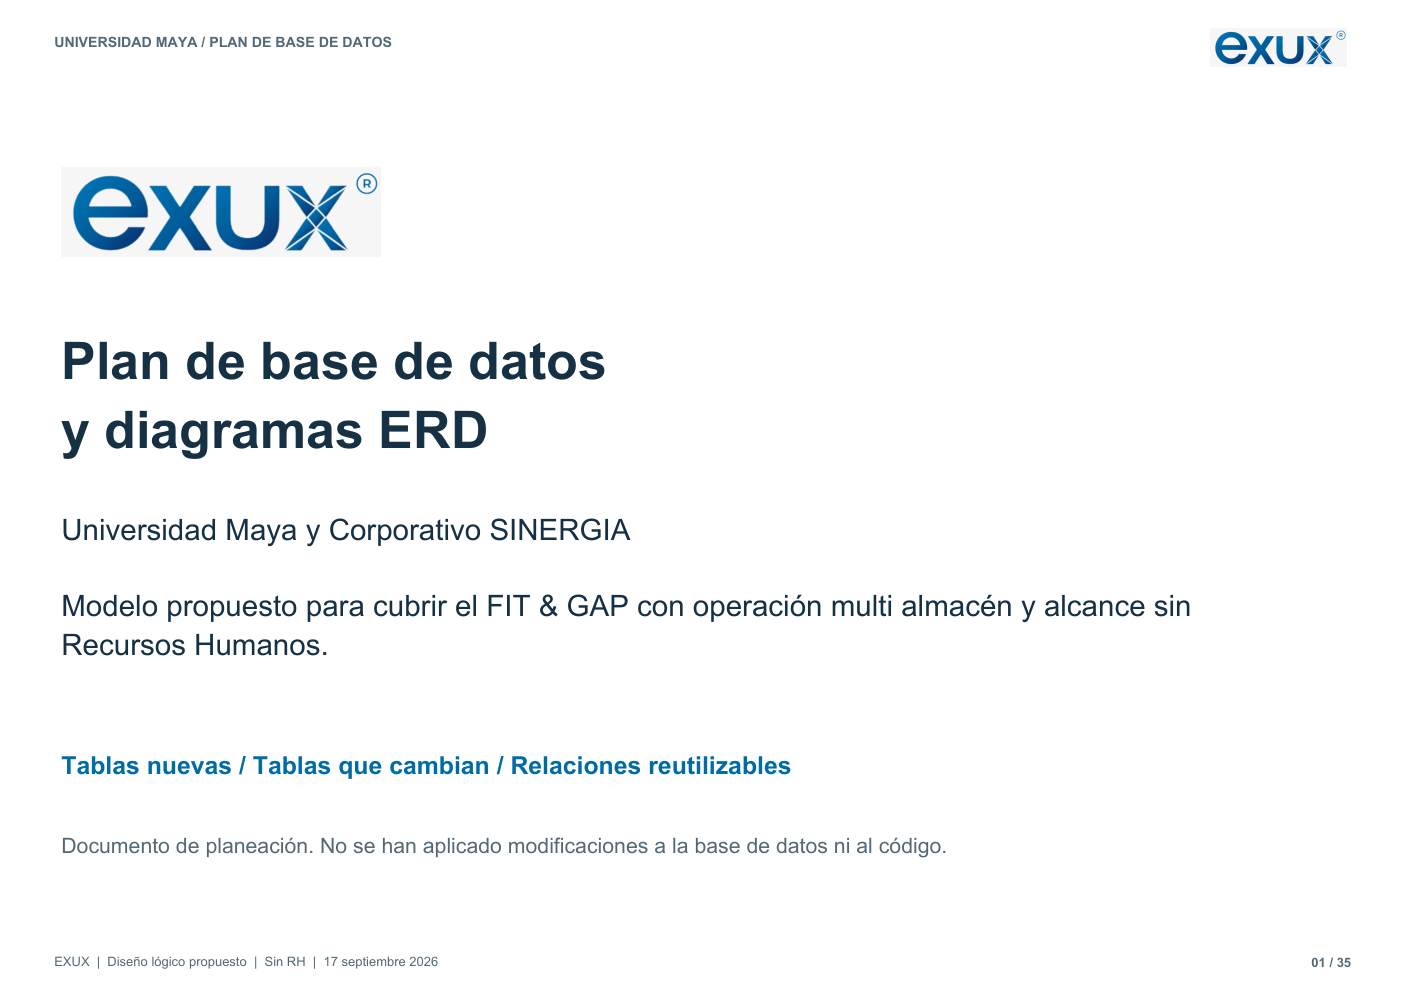 UNIVERSIDAD MAYA / PLAN DE BASE DE DATOS
exux®
exux®
Plan de base de datos
y diagramas ERD
Universidad Maya y Corporativo SINERGIA
Modelo propuesto para cubrir el FIT & GAP con operación multi almacén y alcance sin
Recursos Humanos.
Tablas nuevas / Tablas que cambian / Relaciones reutilizables
Documento de planeación. No se han aplicado modificaciones a la base de datos ni al código.
EXUX | Diseño lógico propuesto | Sin RH | 17 septiembre 2026
01 / 35